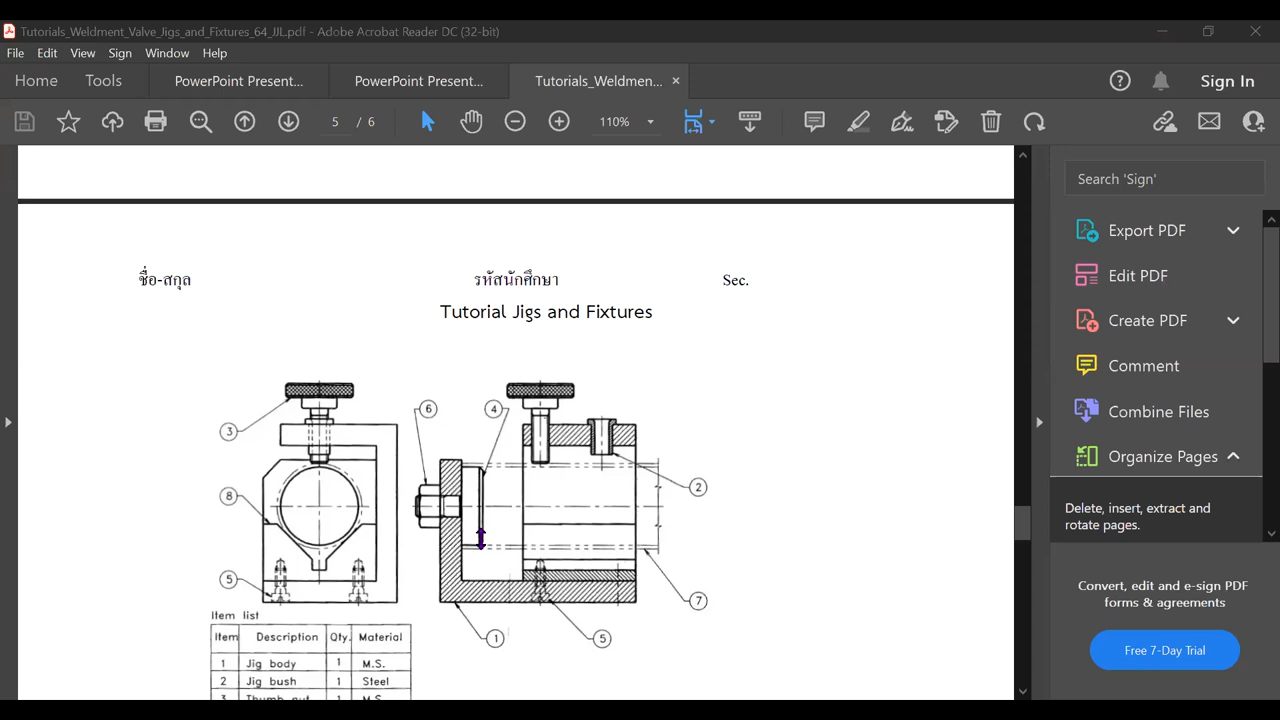 Tutorials_Weldment_Valve_Jigs_and_Fixtures_64_JJL.pdf - Adobe Acrobat Reader DC (32-bit)
File Edit View Sign Window Help
Home Tools PowerPoint Present... PowerPoint Present... Tutorials_Weldmen... × Sign In
5 / 6 110%
Search 'Sign'
Export PDF
Edit PDF
Create PDF
Comment
Combine Files
Organize Pages
Delete, insert, extract and
rotate pages.
Convert, edit and e-sign PDF
forms & agreements
Free 7-Day Trial
ชื่อ-สกุล รหัสนักศึกษา Sec.
Tutorial Jigs and Fixtures
6 4
3
2
8
5
7
1 5
Item list
Item Description Qty. Material
1 Jig body 1 M.S.
2 Jig bush 1 Steel
3 Thumb nut 1 M.S.